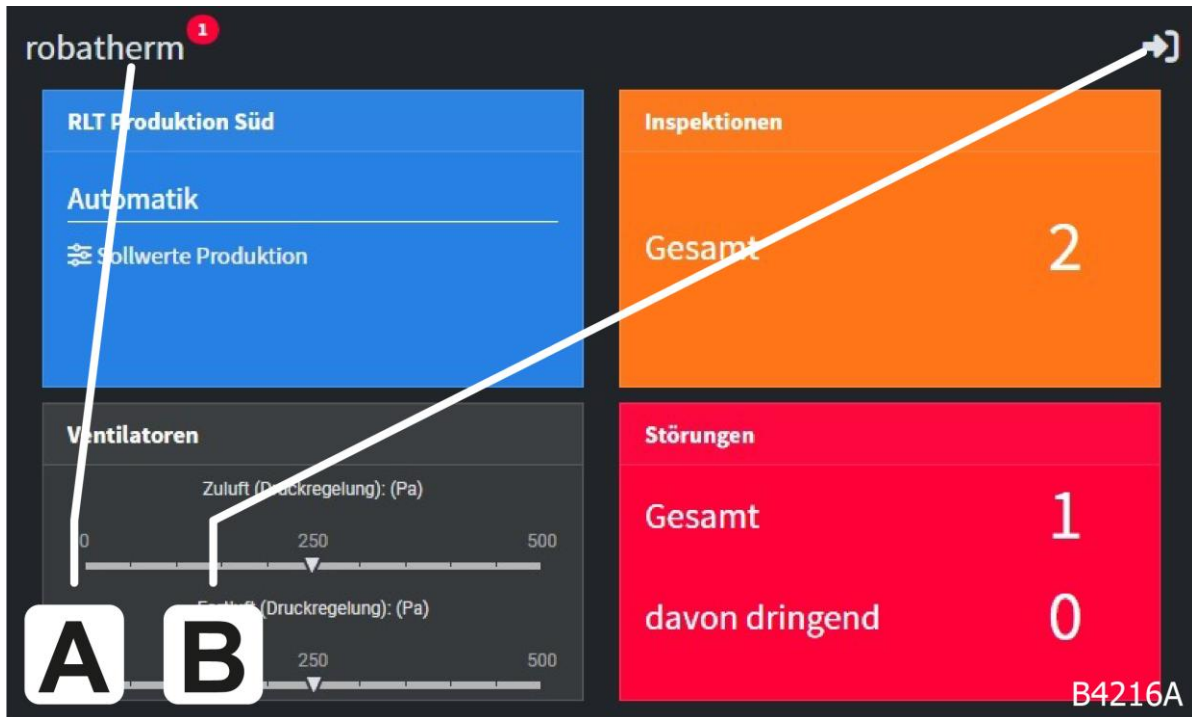 robatherm 1
RLT Produktion Süd
Automatik
Sollwerte Produktion
Inspektionen
Gesamt 2
Ventilatoren
Zuluft (Druckregelung): (Pa)
0 250 500
Fortluft (Druckregelung): (Pa)
250 500
Störungen
Gesamt 1
davon dringend 0
A B
B4216A